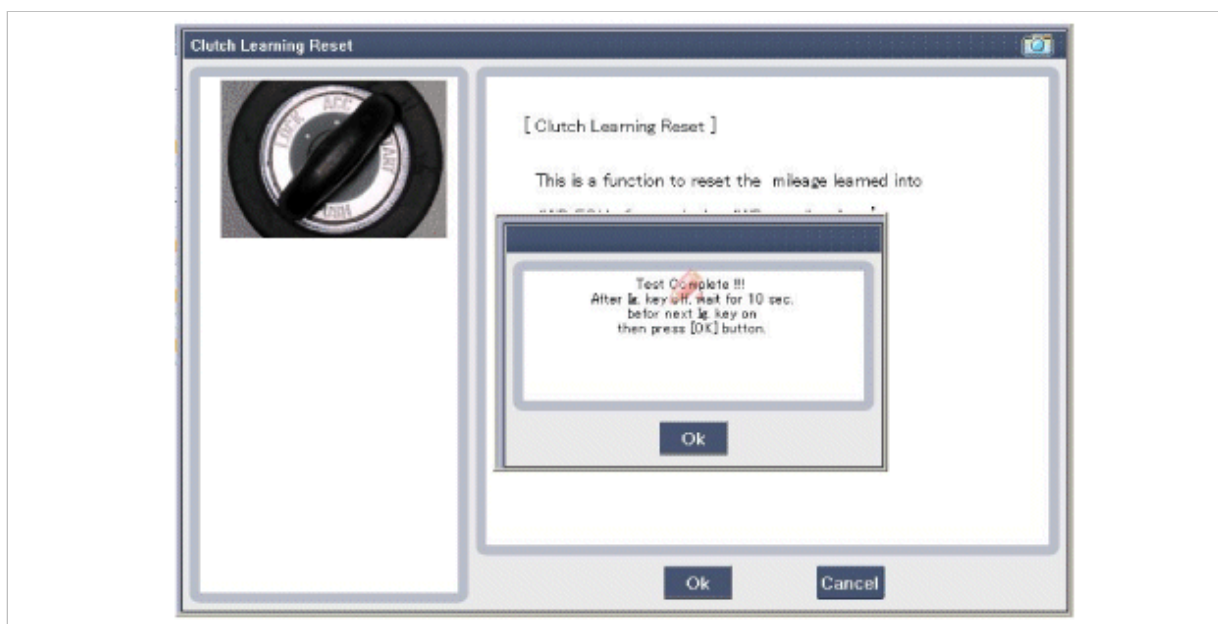 Clutch Learning Reset
LOCK
ACC
START
PUSH
[ Clutch Learning Reset ]
This is a function to reset the mileage learned into
Test Complete !!!
After Ig. key off, wait for 10 sec.
befor next Ig. key on
then press [OK] button.
Ok
Ok
Cancel